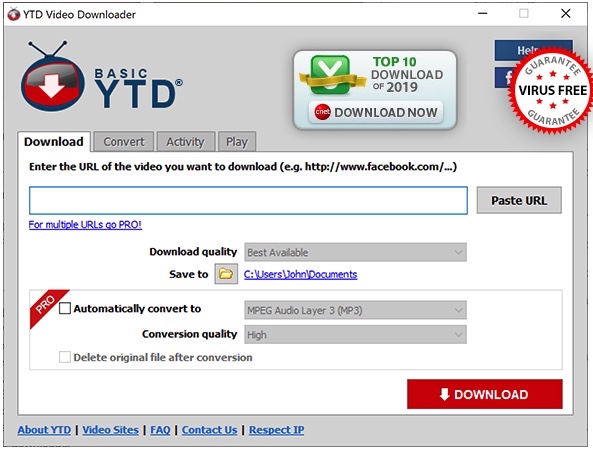 YTD Video Downloader
BASIC
YTD®
TOP 10
DOWNLOAD
OF 2019
cnet DOWNLOAD NOW
Help
f
GUARANTEE
VIRUS FREE
GUARANTEE
Download Convert Activity Play
Enter the URL of the video you want to download (e.g. http://www.facebook.com/...)
Paste URL
For multiple URLs go PRO!
Download quality Best Available
Save to C:\Users\John\Documents
PRO
Automatically convert to MPEG Audio Layer 3 (MP3)
Conversion quality High
Delete original file after conversion
DOWNLOAD
About YTD | Video Sites | FAQ | Contact Us | Respect IP